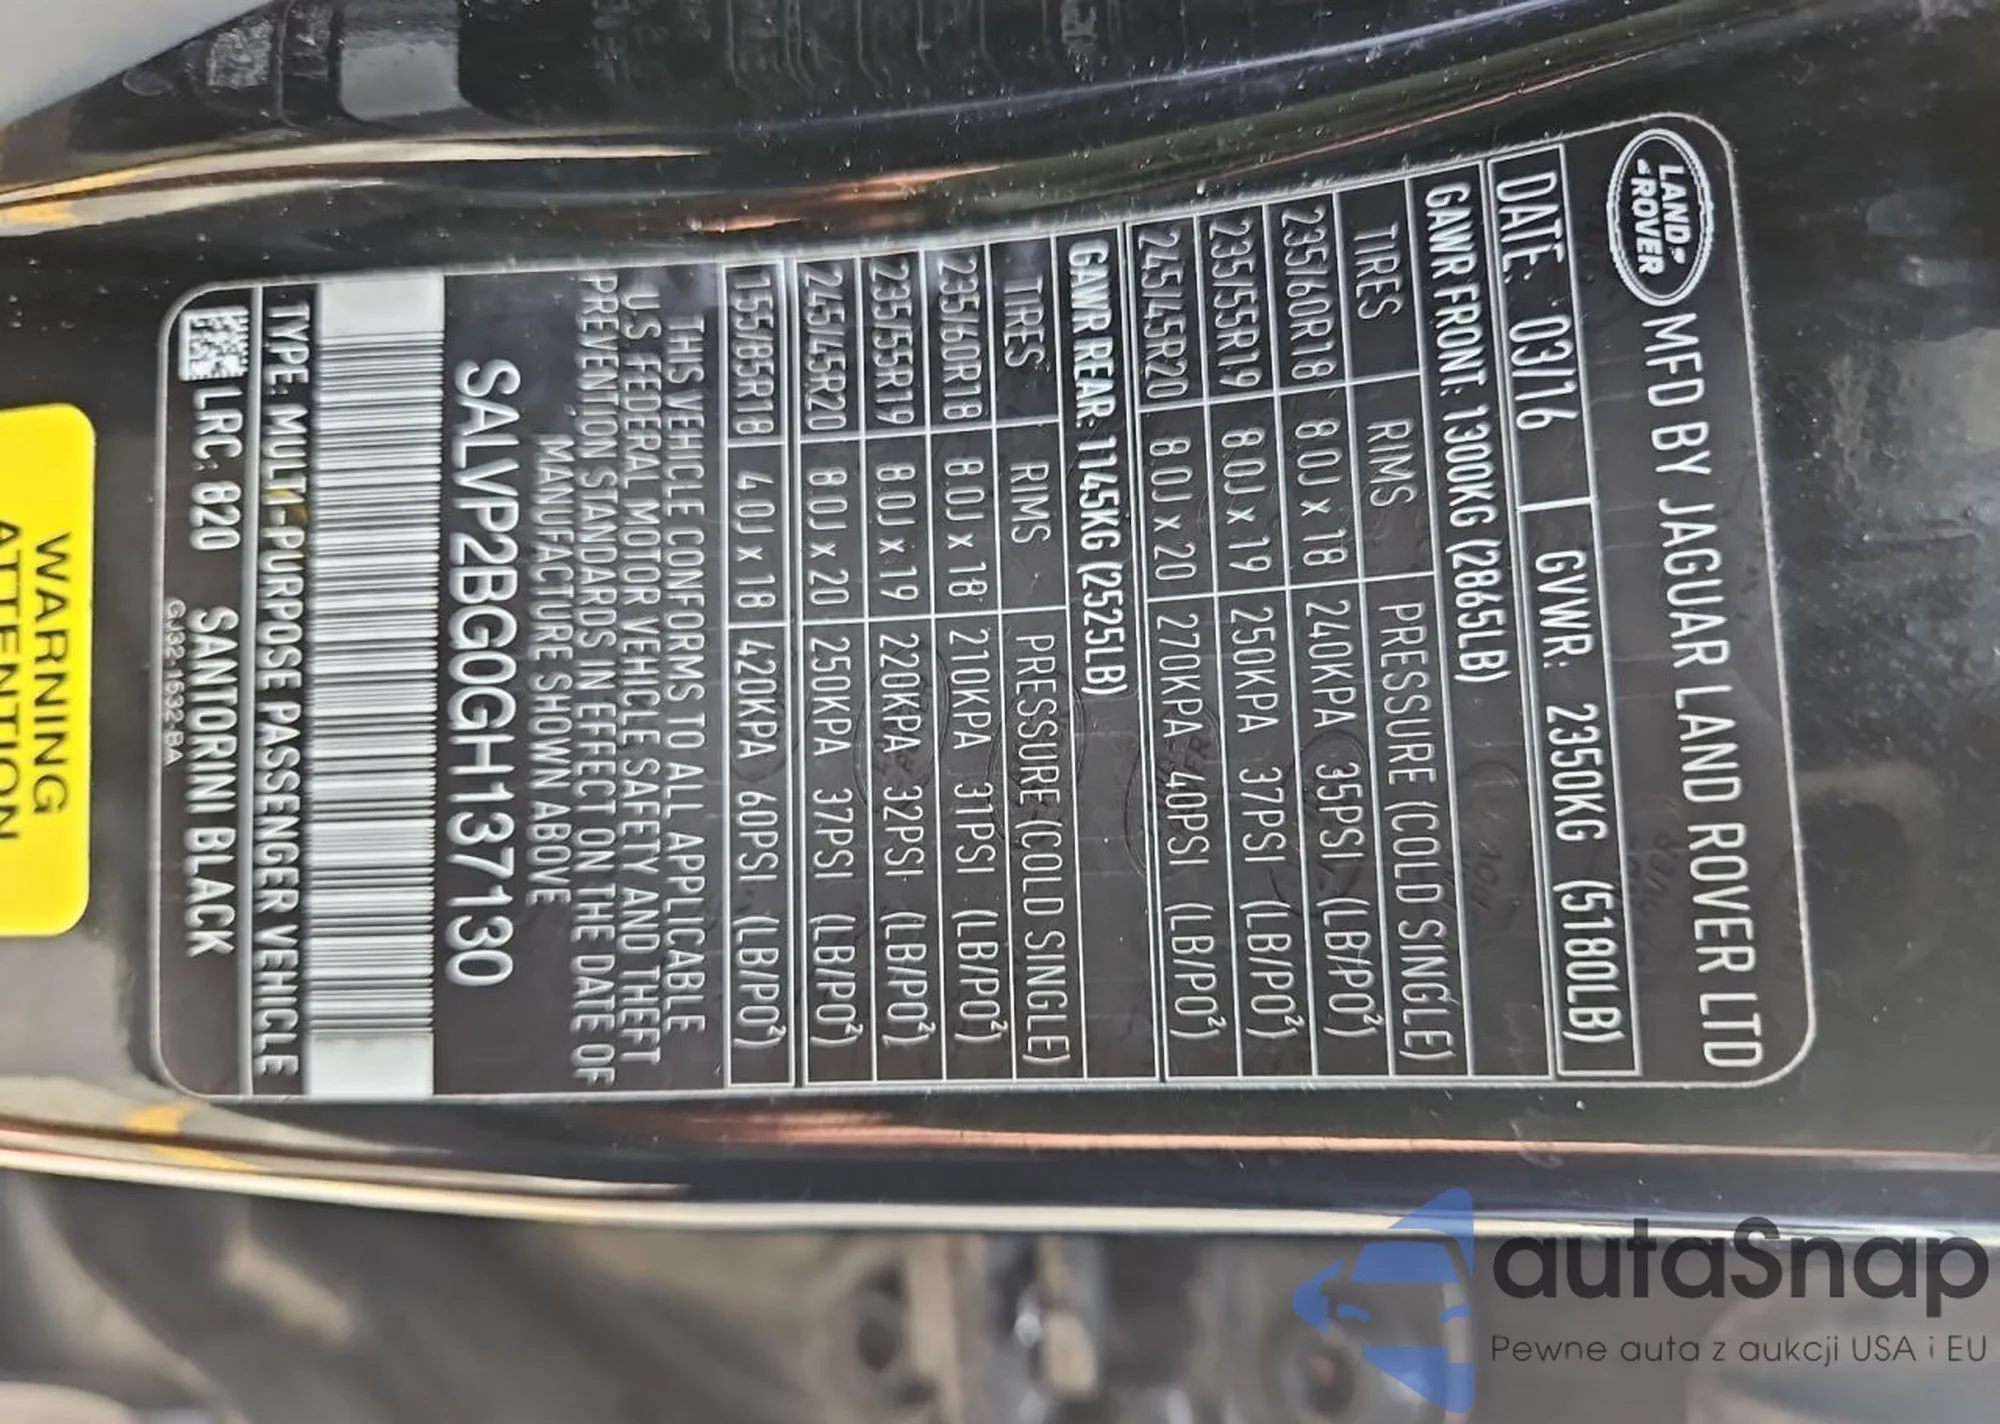 LAND-
-ROVER
MFD BY JAGUAR LAND ROVER LTD
DATE: 03/16 GVWR: 2350KG (5180LB)
GAWR FRONT: 1300KG (2865LB)
TIRES RIMS PRESSURE (COLD SINGLE)
235/60R18 8.0J x 18 240KPA 35PSI (LB/PO²)
235/55R19 8.0J x 19 250KPA 37PSI (LB/PO²)
245/45R20 8.0J x 20 270KPA 40PSI (LB/PO²)
GAWR REAR: 1145KG (2525LB)
TIRES RIMS PRESSURE (COLD SINGLE)
235/60R18 8.0J x 18 210KPA 31PSI (LB/PO²)
235/55R19 8.0J x 19 220KPA 32PSI (LB/PO²)
245/45R20 8.0J x 20 250KPA 37PSI (LB/PO²)
155/85R18 4.0J x 18 420KPA 60PSI (LB/PO²)
THIS VEHICLE CONFORMS TO ALL APPLICABLE
U.S. FEDERAL MOTOR VEHICLE SAFETY AND THEFT
PREVENTION STANDARDS IN EFFECT ON THE DATE OF
MANUFACTURE SHOWN ABOVE
SALVP2BG0GH137130
TYPE: MULTI-PURPOSE PASSENGER VEHICLE
LRC: 820 SANTORINI BLACK
GJ32-1532 BA
WARNING
ATTENTION
autaSnap
Pewne auta z aukcji USA i EU